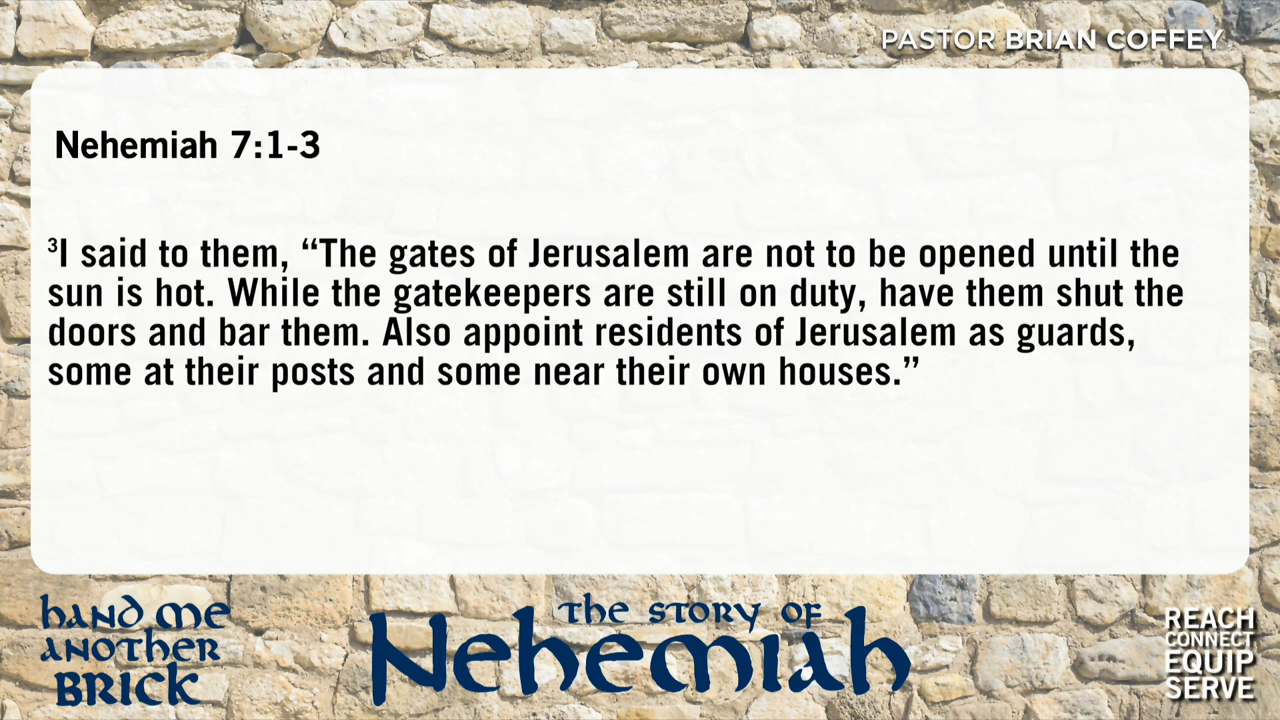 PASTOR BRIAN COFFEY
Nehemiah 7:1-3
³I said to them, “The gates of Jerusalem are not to be opened until the
sun is hot. While the gatekeepers are still on duty, have them shut the
doors and bar them. Also appoint residents of Jerusalem as guards,
some at their posts and some near their own houses.”
hand me
another
brick
the story of
Nehemiah
REACH
CONNECT
EQUIP
SERVE